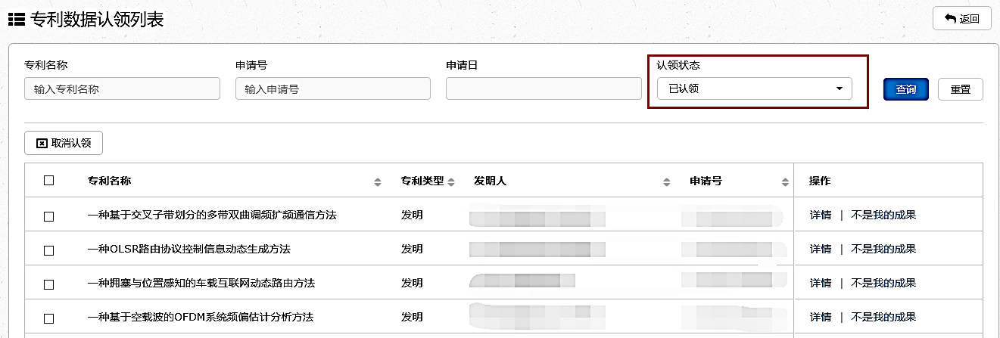 专利数据认领列表
返回
专利名称 申请号 申请日 认领状态
输入专利名称 输入申请号 已认领 查询 重置
取消认领
专利名称 专利类型 发明人 申请号 操作
一种基于交叉子带划分的多带双曲调频扩频通信方法 发明 详情 | 不是我的成果
一种OLSR路由协议控制信息动态生成方法 发明 详情 | 不是我的成果
一种拥塞与位置感知的车载互联网动态路由方法 发明 详情 | 不是我的成果
一种基于空载波的OFDM系统频偏估计分析方法 发明 详情 | 不是我的成果